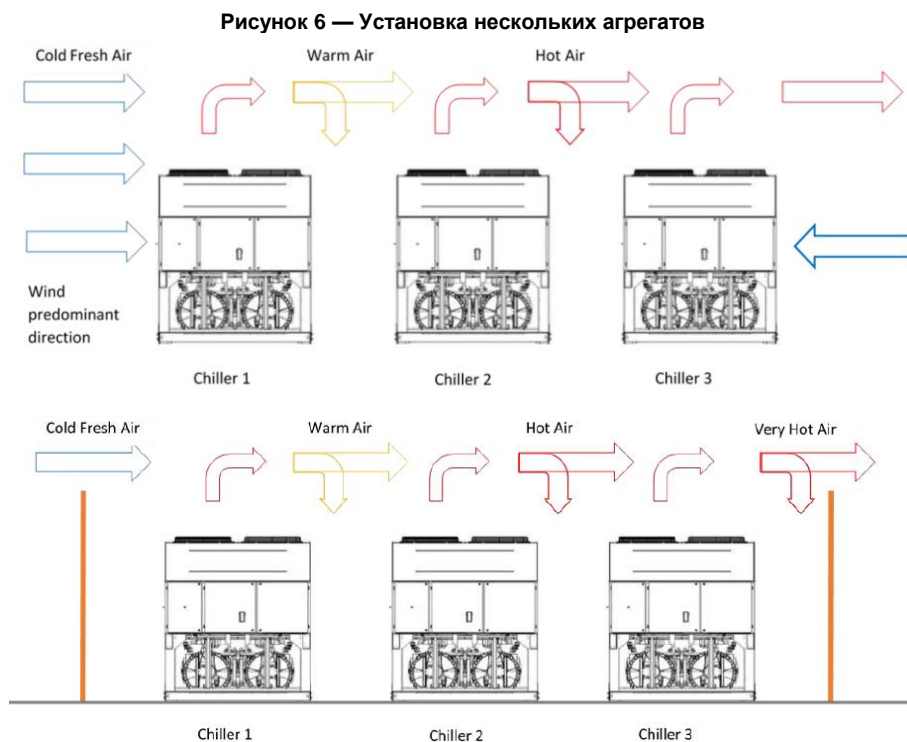 Рисунок 6 — Установка нескольких агрегатов
Cold Fresh Air
Warm Air
Hot Air
Wind
predominant
direction
Chiller 1
Chiller 2
Chiller 3
Cold Fresh Air
Warm Air
Hot Air
Very Hot Air
Chiller 1
Chiller 2
Chiller 3